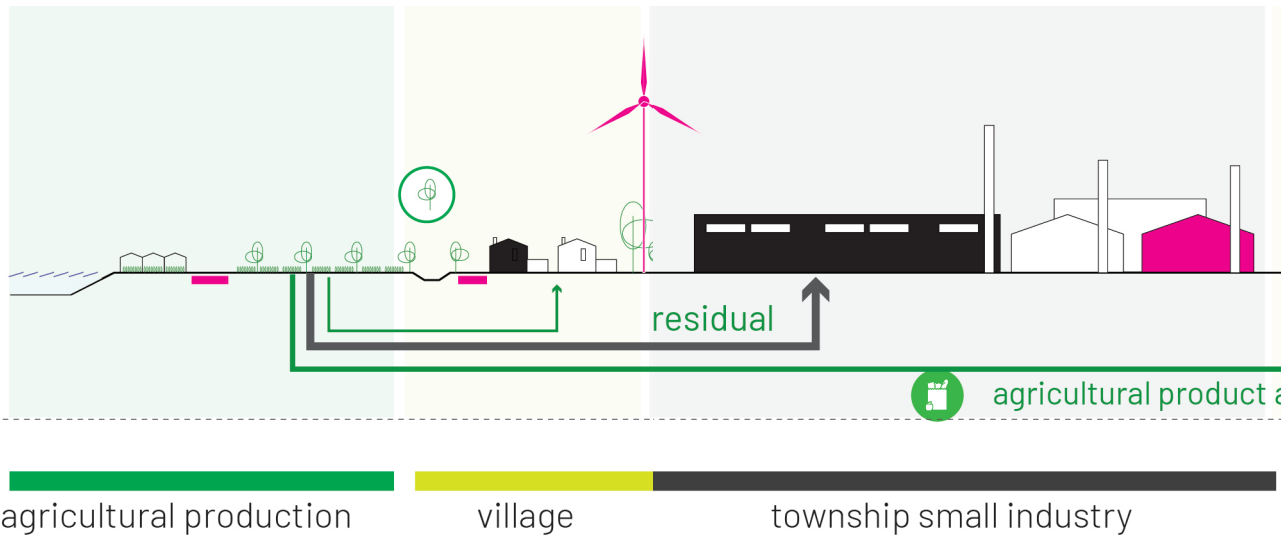 residual
agricultural product a
agricultural production
village
township small industry